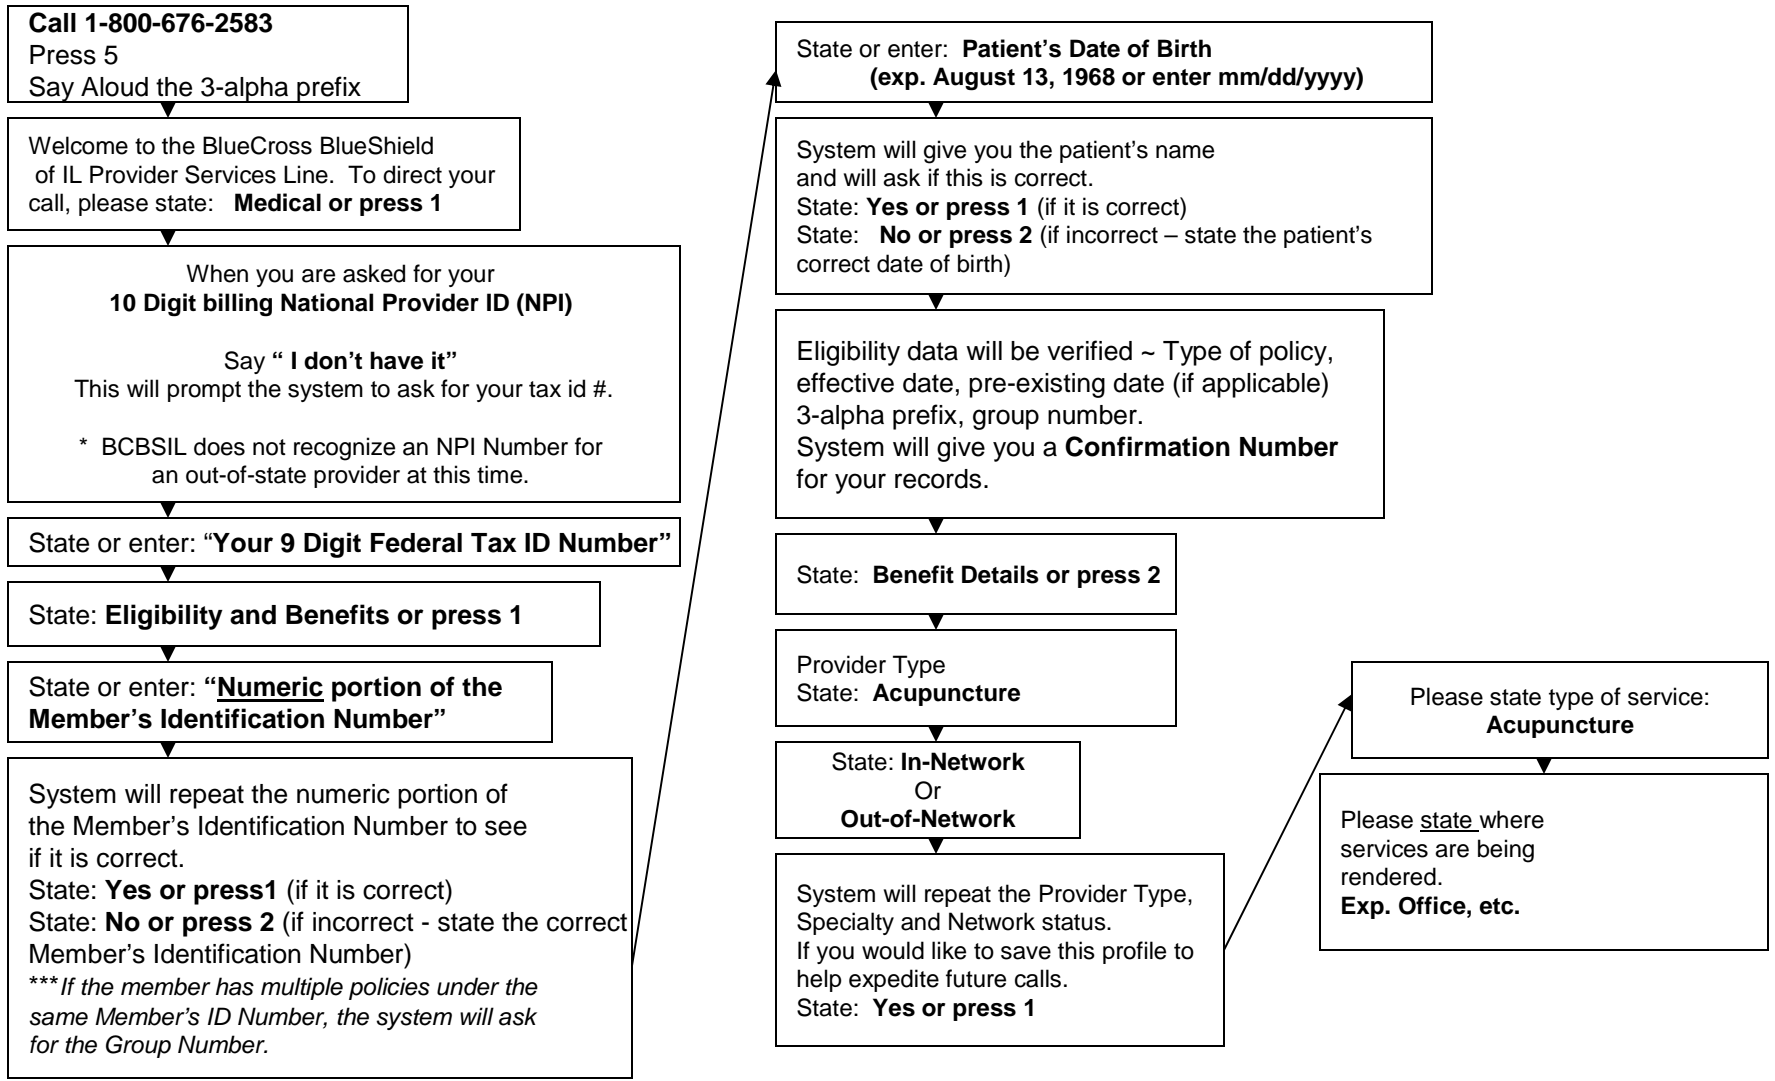 Call 1-800-676-2583
Press 5
Say Aloud the 3-alpha prefix
Welcome to the BlueCross BlueShield
of IL Provider Services Line. To direct your
call, please state: Medical or press 1
When you are asked for your
10 Digit billing National Provider ID (NPI)
Say “ I don’t have it”
This will prompt the system to ask for your tax id #.
* BCBSIL does not recognize an NPI Number for
an out-of-state provider at this time.
State or enter: “Your 9 Digit Federal Tax ID Number”
State: Eligibility and Benefits or press 1
State or enter: “Numeric portion of the
Member’s Identification Number”
System will repeat the numeric portion of
the Member’s Identification Number to see
if it is correct.
State: Yes or press1 (if it is correct)
State: No or press 2 (if incorrect - state the correct
Member’s Identification Number)
***If the member has multiple policies under the
same Member’s ID Number, the system will ask
for the Group Number.
State or enter: Patient’s Date of Birth
(exp. August 13, 1968 or enter mm/dd/yyyy)
System will give you the patient’s name
and will ask if this is correct.
State: Yes or press 1 (if it is correct)
State: No or press 2 (if incorrect – state the patient’s
correct date of birth)
Eligibility data will be verified ~ Type of policy,
effective date, pre-existing date (if applicable)
3-alpha prefix, group number.
System will give you a Confirmation Number
for your records.
State: Benefit Details or press 2
Provider Type
State: Acupuncture
State: In-Network
Or
Out-of-Network
System will repeat the Provider Type,
Specialty and Network status.
If you would like to save this profile to
help expedite future calls.
State: Yes or press 1
Please state type of service:
Acupuncture
Please state where
services are being
rendered.
Exp. Office, etc.